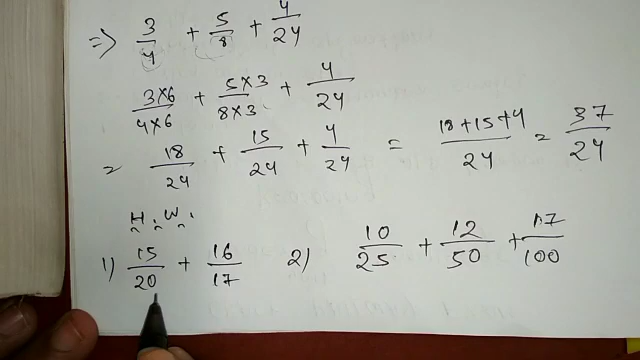 => 3/4 + 5/8 + 4/24
3×6/4×6 + 5×3/8×3 + 4/24
= 18/24 + 15/24 + 4/24 = 18+15+4/24 = 37/24
H.W.
1) 15/20 + 16/17 2) 10/25 + 12/50 + 17/100